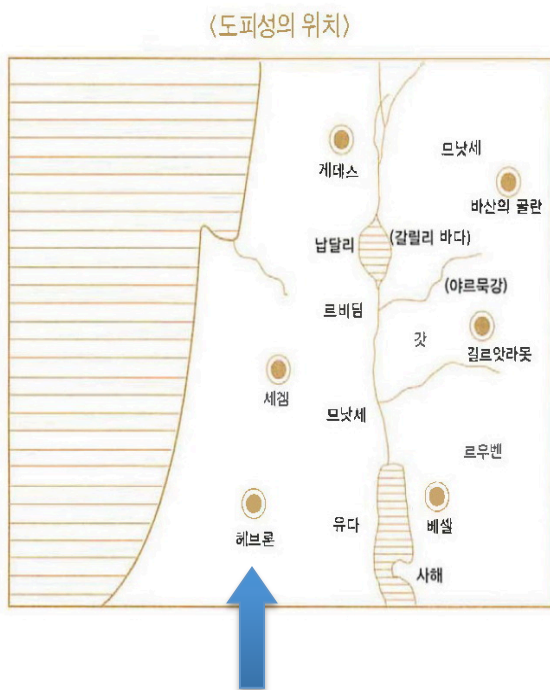 〈도피성의 위치〉
게데스
므낫세
바산의 골란
납달리
(갈릴리 바다)
(야르묵강)
르비딤
갓
길르앗라못
세겜
므낫세
르우벤
헤브론
유다
베셀
사해